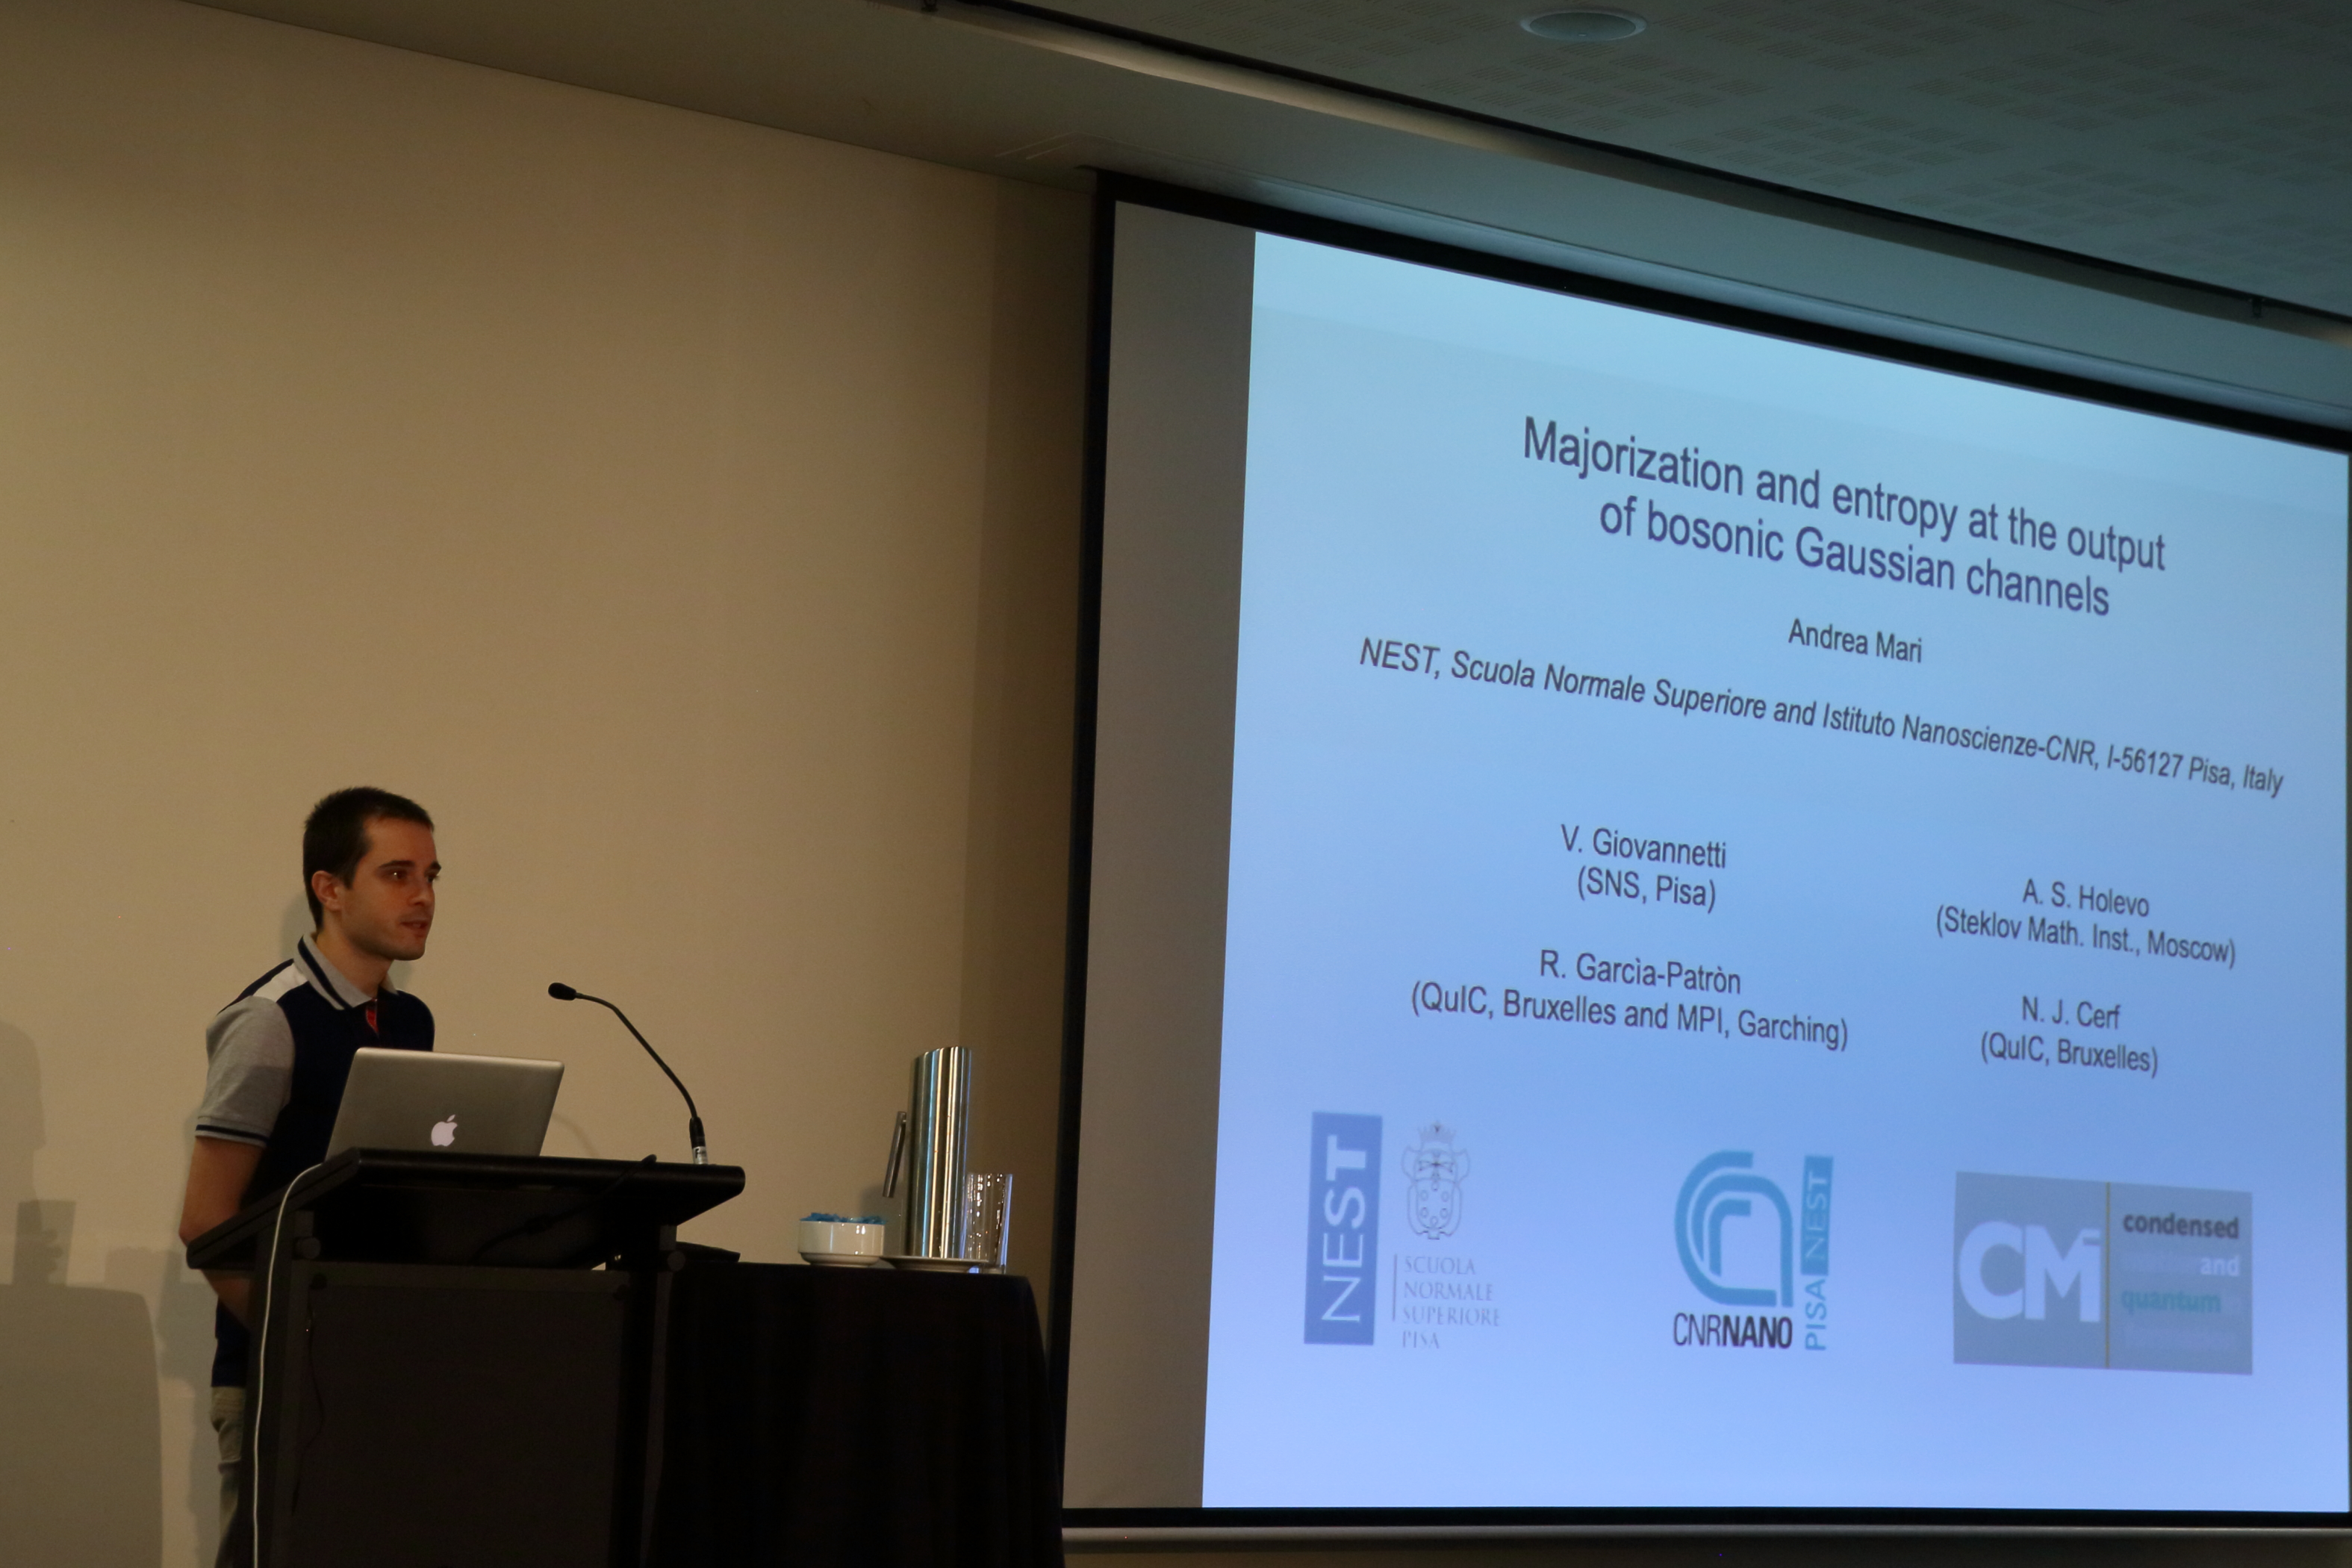 Majorization and entropy at the output
of bosonic Gaussian channels
Andrea Mari
NEST, Scuola Normale Superiore and Istituto Nanoscienze-CNR, I-56127 Pisa, Italy
V. Giovannetti
(SNS, Pisa)
A. S. Holevo
(Steklov Math. Inst., Moscow)
R. Garcìa-Patròn
(QuIC, Bruxelles and MPI, Garching)
N. J. Cerf
(QuIC, Bruxelles)
NEST
SCUOLA
NORMALE
SUPERIORE
PISA
CNRNANO
PISA NEST
CMi
condensed
and
quantum